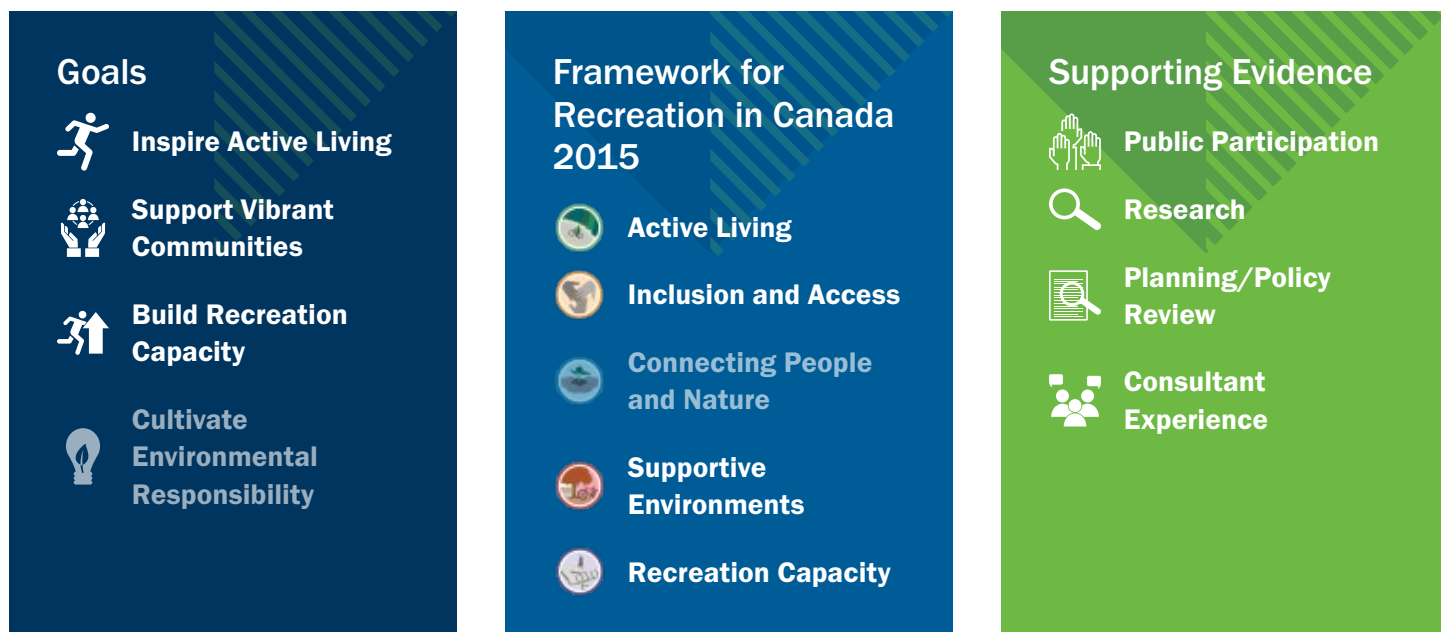 Goals
Inspire Active Living
Support Vibrant
Communities
Build Recreation
Capacity
Cultivate
Environmental
Responsibility
Framework for
Recreation in Canada
2015
Active Living
Inclusion and Access
Connecting People
and Nature
Supportive
Environments
Recreation Capacity
Supporting Evidence
Public Participation
Research
Planning/Policy
Review
Consultant
Experience